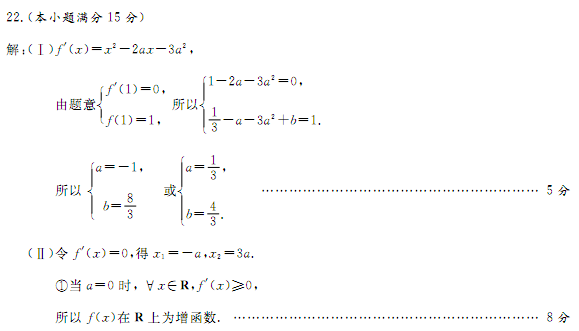 22.(本小题满分 15 分)
解:(Ⅰ)f′(x)=x²-2ax-3a²,
由题意{f′(1)=0, f(1)=1, 所以{1-2a-3a²=0, 1/3-a-3a²+b=1.
所以{a=-1, b=8/3 或{a=1/3, b=4/3. ………………………………………………… 5 分
(Ⅱ)令 f′(x)=0,得 x₁=-a,x₂=3a.
①当 a=0 时, ∀x∈R,f′(x)≥0,
所以 f(x)在 R 上为增函数. ………………………………………………… 8 分